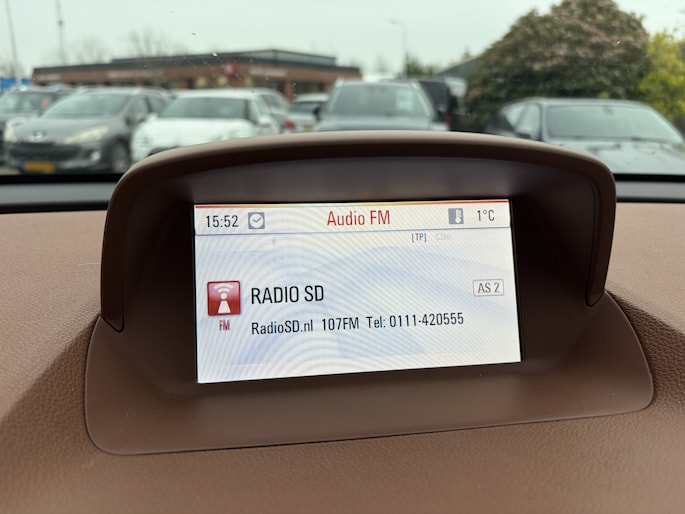 15:52 Audio FM 1°C
[TP]
RADIO SD AS 2
FM RadioSD.nl 107FM Tel: 0111-420555